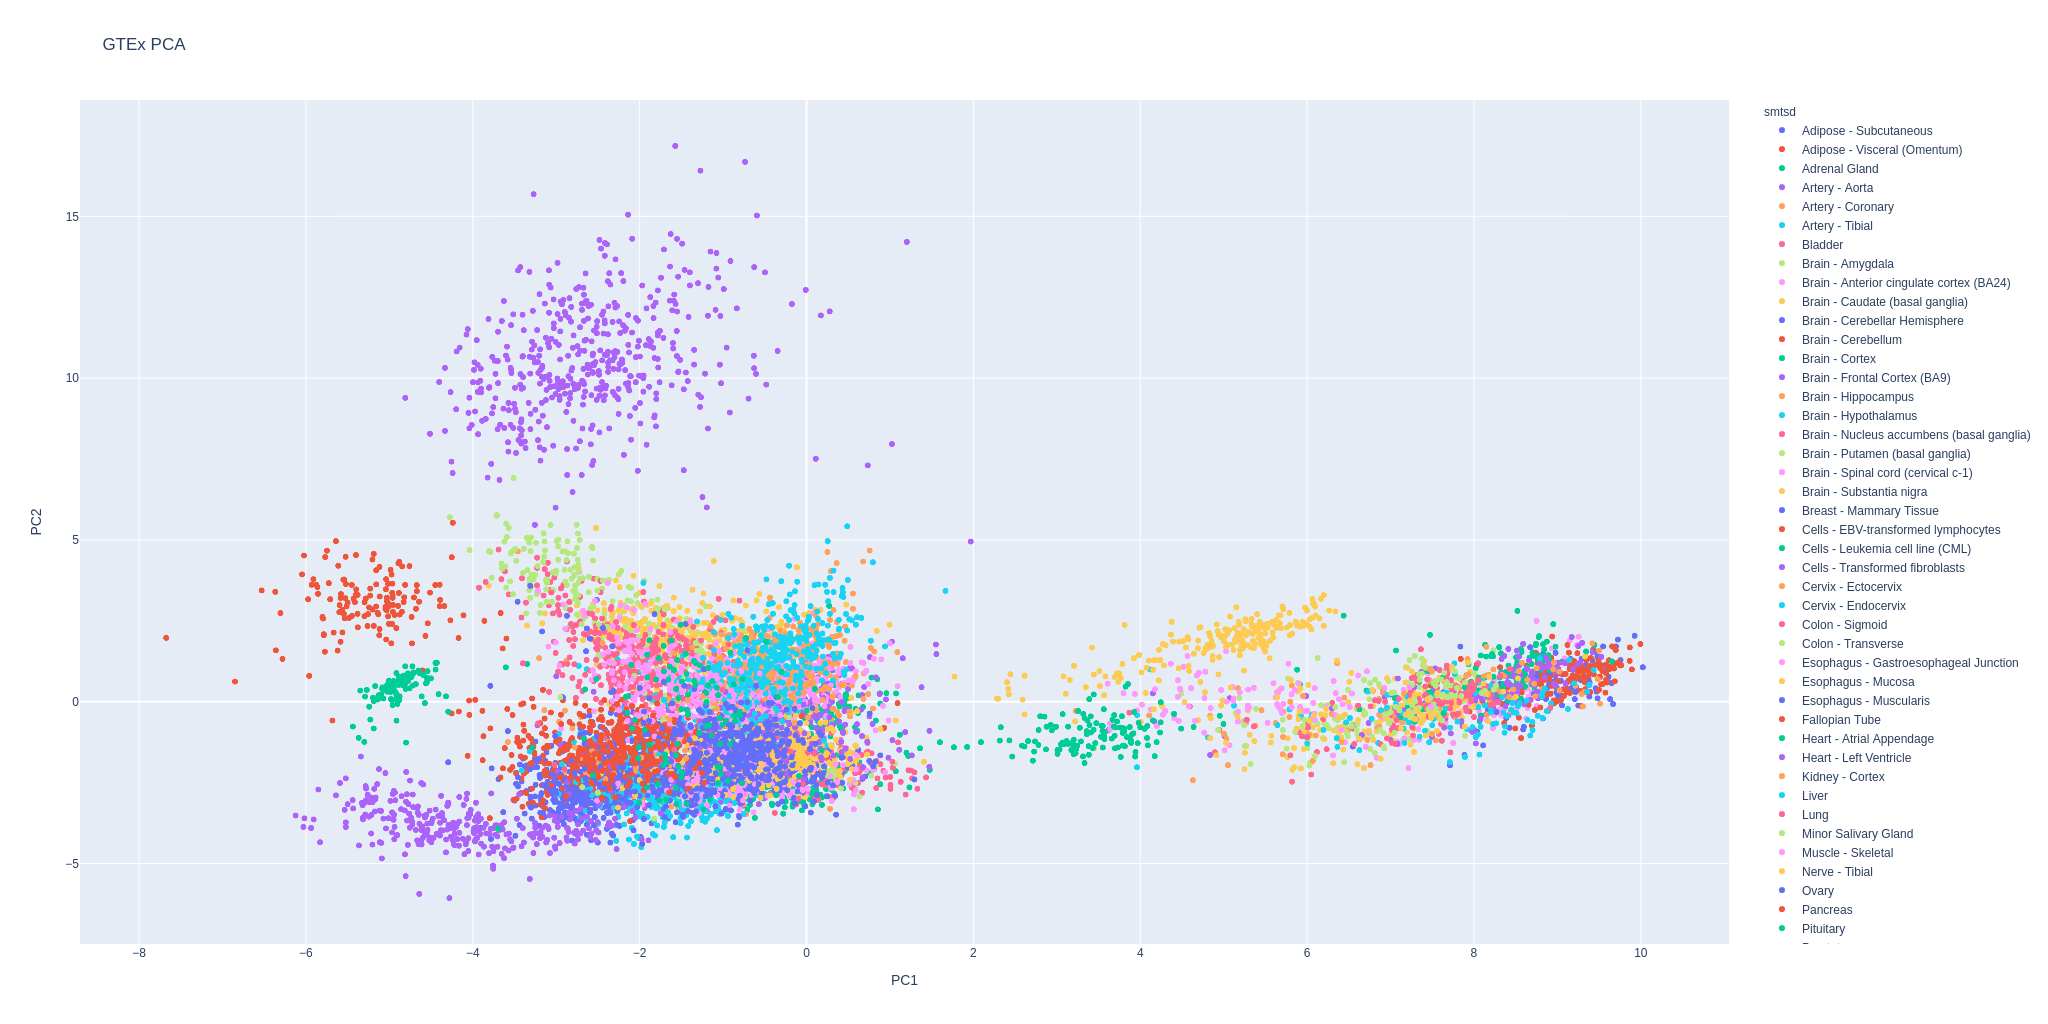 GTEx PCA
smtsd
Adipose - Subcutaneous
Adipose - Visceral (Omentum)
Adrenal Gland
Artery - Aorta
Artery - Coronary
Artery - Tibial
Bladder
Brain - Amygdala
Brain - Anterior cingulate cortex (BA24)
Brain - Caudate (basal ganglia)
Brain - Cerebellar Hemisphere
Brain - Cerebellum
Brain - Cortex
Brain - Frontal Cortex (BA9)
Brain - Hippocampus
Brain - Hypothalamus
Brain - Nucleus accumbens (basal ganglia)
Brain - Putamen (basal ganglia)
Brain - Spinal cord (cervical c-1)
Brain - Substantia nigra
Breast - Mammary Tissue
Cells - EBV-transformed lymphocytes
Cells - Leukemia cell line (CML)
Cells - Transformed fibroblasts
Cervix - Ectocervix
Cervix - Endocervix
Colon - Sigmoid
Colon - Transverse
Esophagus - Gastroesophageal Junction
Esophagus - Mucosa
Esophagus - Muscularis
Fallopian Tube
Heart - Atrial Appendage
Heart - Left Ventricle
Kidney - Cortex
Liver
Lung
Minor Salivary Gland
Muscle - Skeletal
Nerve - Tibial
Ovary
Pancreas
Pituitary
15
10
5
0
−5
PC2
−8 −6 −4 −2 0 2 4 6 8 10
PC1